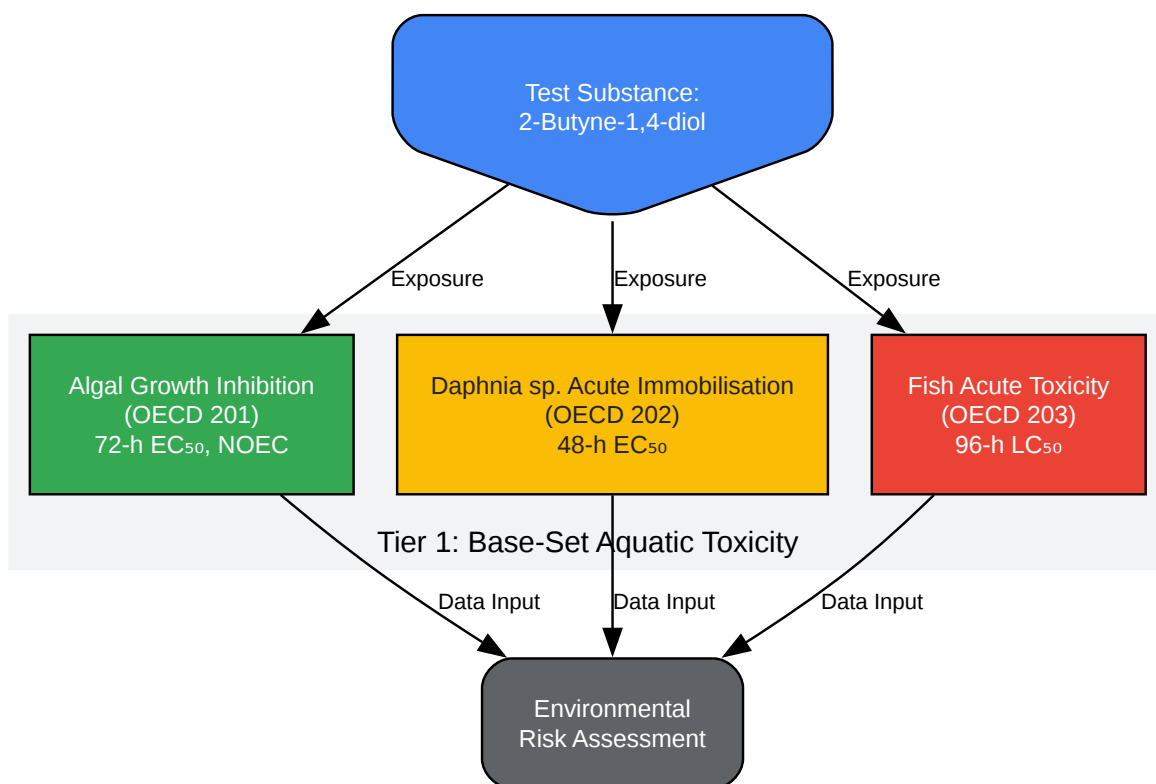 Test Substance:
2-Butyne-1,4-diol
Exposure
Exposure
Exposure
Algal Growth Inhibition
(OECD 201)
72-h EC₅₀, NOEC
Daphnia sp. Acute Immobilisation
(OECD 202)
48-h EC₅₀
Fish Acute Toxicity
(OECD 203)
96-h LC₅₀
Tier 1: Base-Set Aquatic Toxicity
Data Input
Data Input
Data Input
Environmental
Risk Assessment